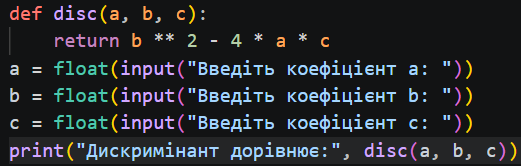 def disc(a, b, c):
    return b ** 2 - 4 * a * c
a = float(input("Введіть коефіцієнт a: "))
b = float(input("Введіть коефіцієнт b: "))
c = float(input("Введіть коефіцієнт c: "))
print("Дискримінант дорівнює:", disc(a, b, c))